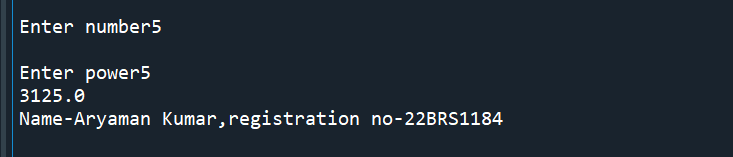 Enter number5
Enter power5
3125.0
Name-Aryaman Kumar,registration no-22BRS1184